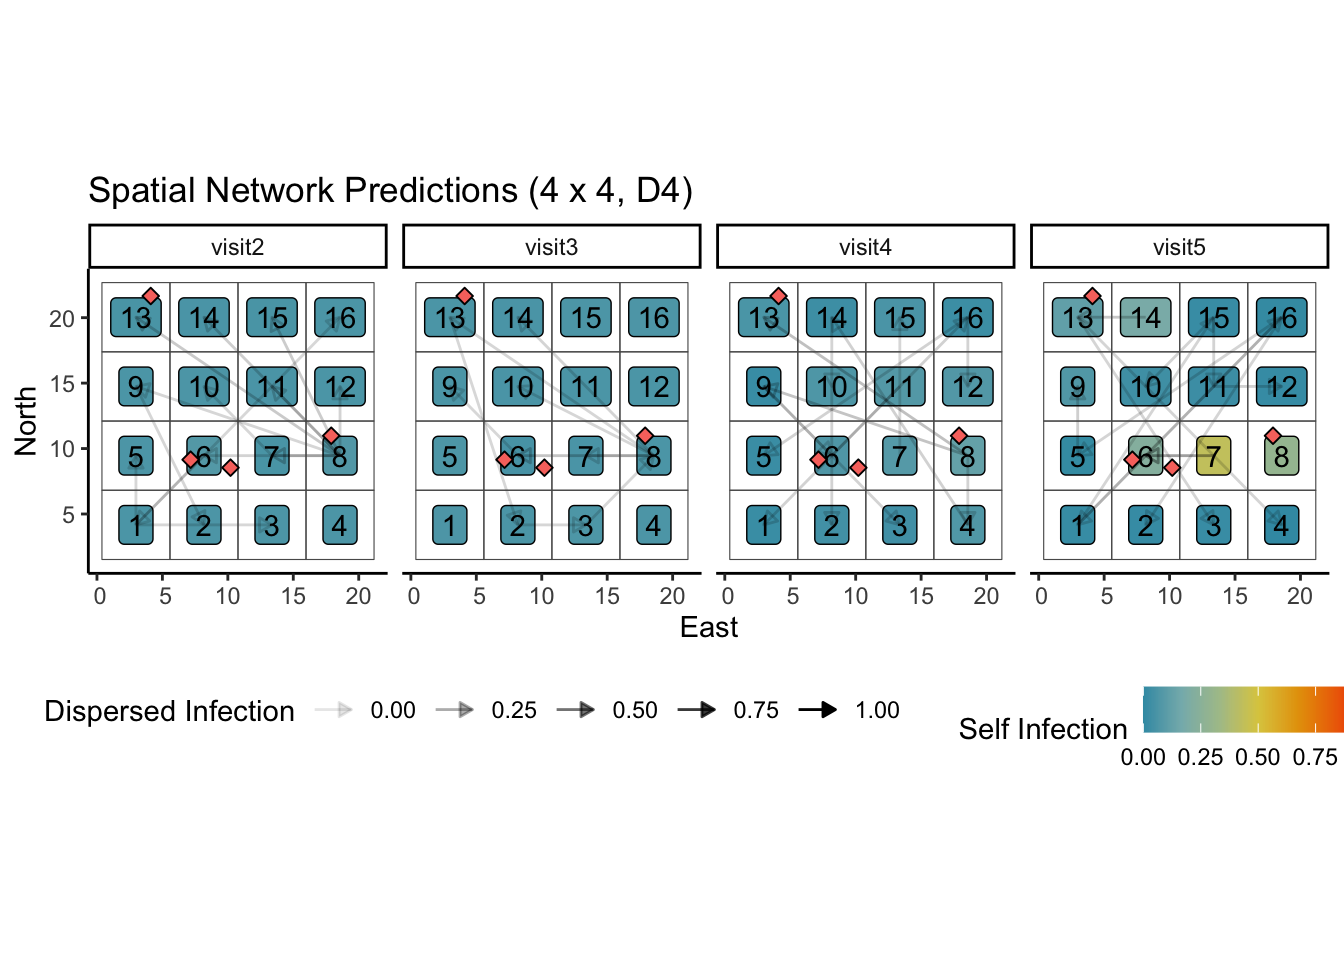 Spatial Network Predictions (4 x 4, D4)
visit2 visit3 visit4 visit5
North
20 13 14 15 16 13 14 15 16 13 14 15 16 13 14 15 16
15 9 10 11 12 9 10 11 12 9 10 11 12 9 10 11 12
10 5 6 7 8 5 6 7 8 5 6 7 8 5 6 7 8
5 1 2 3 4 1 2 3 4 1 2 3 4 1 2 3 4
0 5 10 15 20 0 5 10 15 20 0 5 10 15 20 0 5 10 15 20
East
Dispersed Infection 0.00 0.25 0.50 0.75 1.00
Self Infection
0.00 0.25 0.50 0.75